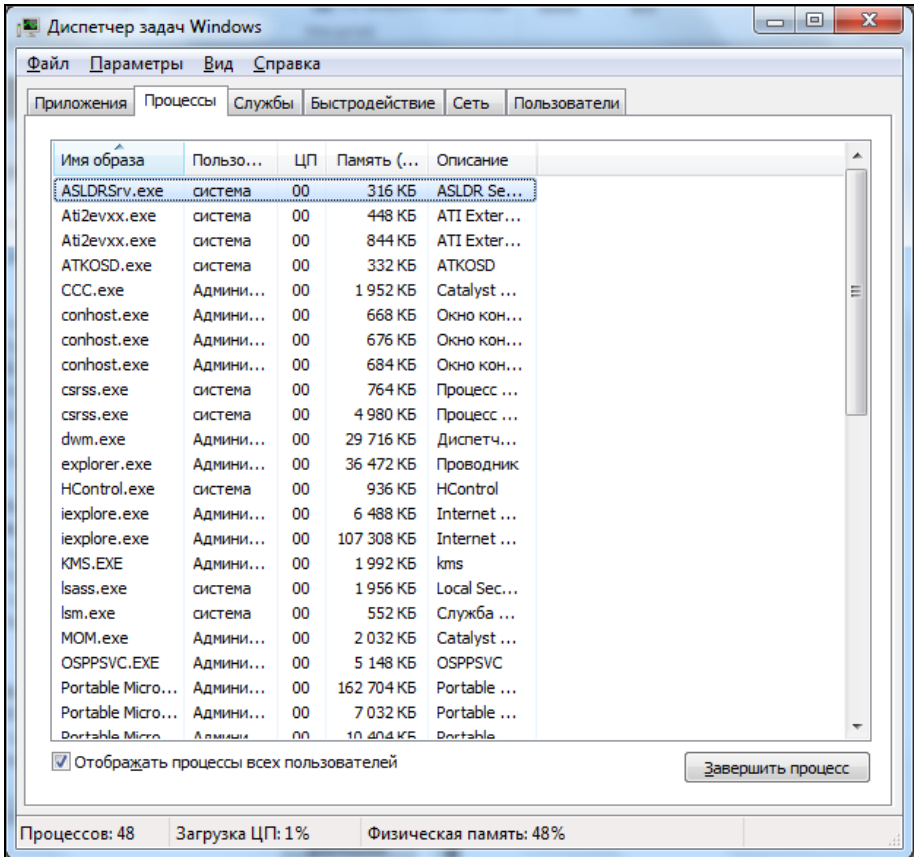 Диспетчер задач Windows
Файл Параметры Вид Справка
Приложения Процессы Службы Быстродействие Сеть Пользователи
Имя образа Пользо... ЦП Память (... Описание
ASLDRSrv.exe система 00 316 КБ ASLDR Se...
Ati2evxx.exe система 00 448 КБ ATI Exter...
Ati2evxx.exe система 00 844 КБ ATI Exter...
ATKOSD.exe система 00 332 КБ ATKOSD
CCC.exe Админи... 00 1 952 КБ Catalyst ...
conhost.exe Админи... 00 668 КБ Окно кон...
conhost.exe Админи... 00 676 КБ Окно кон...
conhost.exe Админи... 00 684 КБ Окно кон...
csrss.exe система 00 764 КБ Процесс ...
csrss.exe система 00 4 980 КБ Процесс ...
dwm.exe Админи... 00 29 716 КБ Диспетч...
explorer.exe Админи... 00 36 472 КБ Проводник
HControl.exe система 00 936 КБ HControl
iexplore.exe Админи... 00 6 488 КБ Internet ...
iexplore.exe Админи... 00 107 308 КБ Internet ...
KMS.EXE Админи... 00 1 992 КБ kms
lsass.exe система 00 1 956 КБ Local Sec...
lsm.exe система 00 552 КБ Служба ...
MOM.exe Админи... 00 2 032 КБ Catalyst ...
OSPPSVC.EXE Админи... 00 5 148 КБ OSPPSVC
Portable Micro... Админи... 00 162 704 КБ Portable ...
Portable Micro... Админи... 00 7 032 КБ Portable ...
Portable Micro Админи 00 10 404 КБ Portable
Отображать процессы всех пользователей
Завершить процесс
Процессов: 48 Загрузка ЦП: 1% Физическая память: 48%